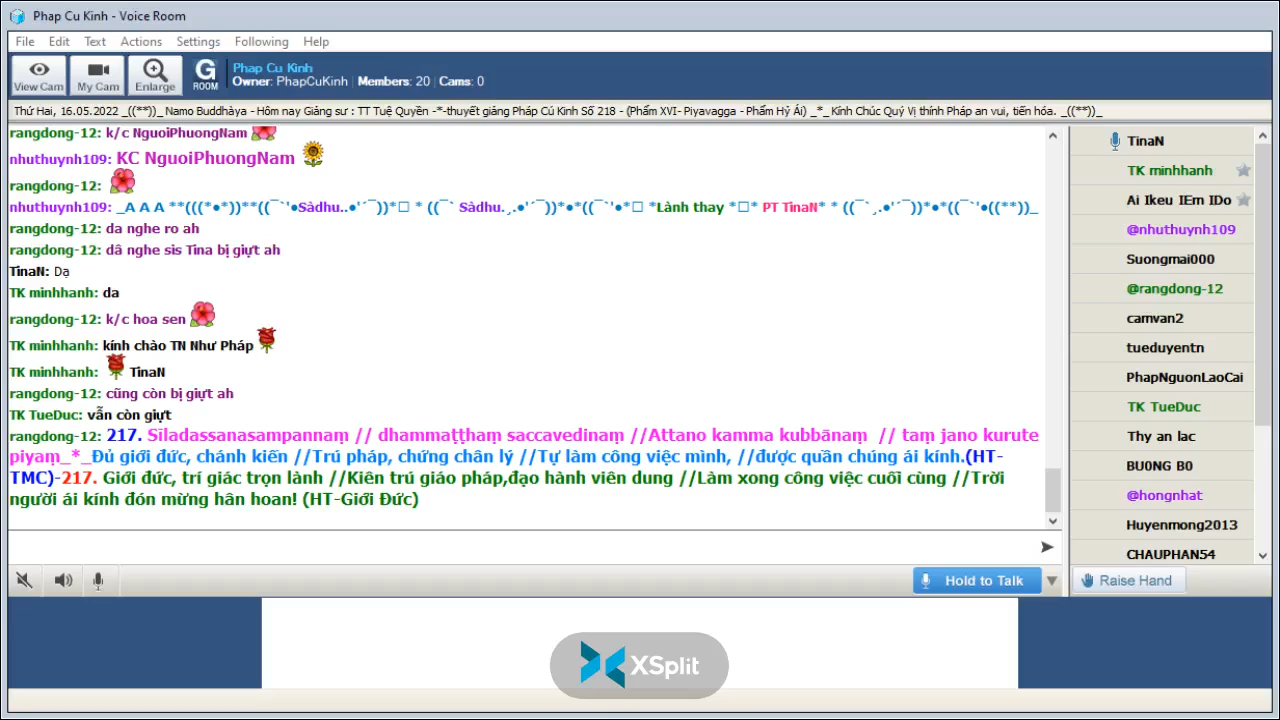 Phap Cu Kinh - Voice Room
File Edit Text Actions Settings Following Help
View Cam My Cam Enlarge G ROOM Phap Cu Kinh
Owner: PhapCuKinh Members: 20 Cams: 0
Thứ Hai, 16.05.2022 _((**))_ Namo Buddhàya - Hôm nay Giảng sư : TT Tuệ Quyền -*-thuyết giảng Pháp Cú Kinh Số 218 - (Phẩm XVI- Piyavagga - Phẩm Hỷ Ái) _*_ Kính Chúc Quý Vị thính Pháp an vui, tiến hóa. _((**))_
rangdong-12: k/c NguoiPhuongNam
nhuthuynh109: KC NguoiPhuongNam
rangdong-12:
nhuthuynh109: _A A A **(((*●*))**((¯`'●Sàdhu..●'´¯))*□ * ((¯` Sàdhu.¸.●'´¯))*●*((¯`'●*□ *Lành thay *□* PT TinaN* * ((¯`¸.●'´¯))*●*((¯`'●((**))_
rangdong-12: da nghe ro ah
rangdong-12: dã nghe sis Tina bị giựt ah
TinaN: Dạ
TK minhhanh: da
rangdong-12: k/c hoa sen
TK minhhanh: kính chào TN Như Pháp
TK minhhanh: TinaN
rangdong-12: cũng còn bị giựt ah
TK TueDuc: vẫn còn giựt
rangdong-12: 217. Sīladassanasampannaṃ // dhammaṭṭhaṃ saccavedinaṃ //Attano kamma kubbānaṃ // taṃ jano kurute
piyaṃ_*_Đủ giới đức, chánh kiến //Trú pháp, chứng chân lý //Tự làm công việc mình, //được quần chúng ái kính.(HT-
TMC)-217. Giới đức, trí giác trọn lành //Kiên trú giáo pháp,đạo hành viên dung //Làm xong công việc cuối cùng //Trời
người ái kính đón mừng hân hoan! (HT-Giới Đức)
Hold to Talk
TinaN
TK minhhanh
Ai Ikeu IEm IDo
@nhuthuynh109
Suongmai000
@rangdong-12
camvan2
tueduyentn
PhapNguonLaoCai
TK TueDuc
Thy an lac
BU0NG B0
@hongnhat
Huyenmong2013
CHAUPHAN54
Raise Hand
XSplit